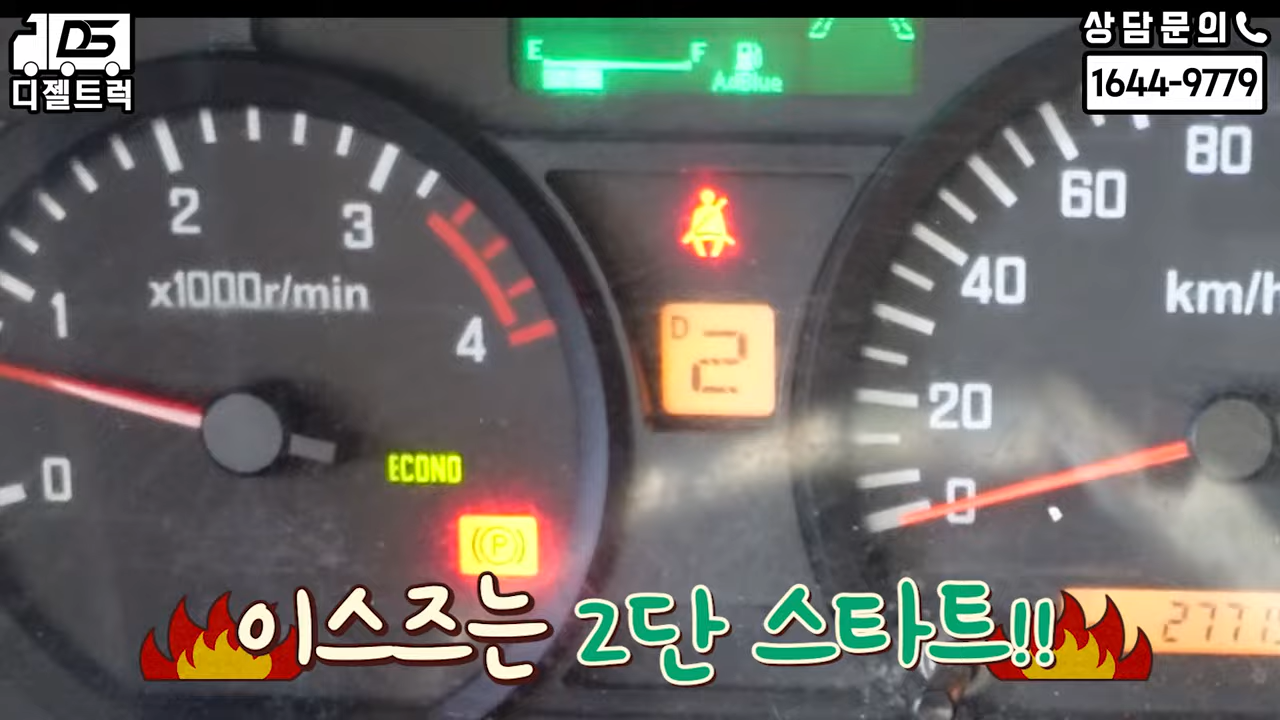 DS
디젤트럭
상담문의
1644-9779
E F
AdBlue
0 1 2 3 4
x1000r/min
ECONO
(P)
D 2
0 20 40 60 80
km/h
2771
이스즈는 2단 스타트!!